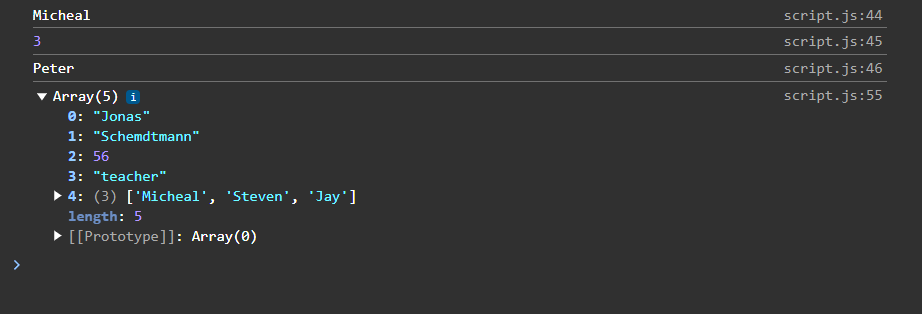 Micheal script.js:44
3 script.js:45
Peter script.js:46
▼ Array(5) i script.js:55
0: "Jonas"
1: "Schemdtmann"
2: 56
3: "teacher"
▶ 4: (3) ['Micheal', 'Steven', 'Jay']
length: 5
▶ [[Prototype]]: Array(0)
>